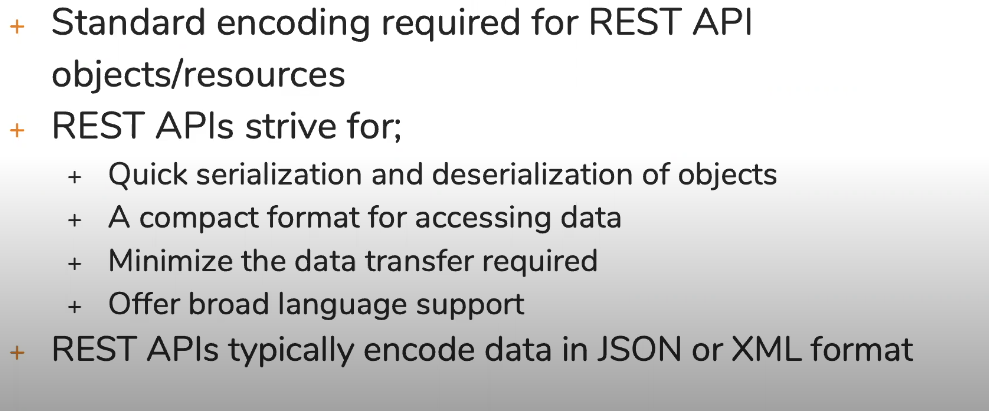 + Standard encoding required for REST API
objects/resources
+ REST APIs strive for;
+ Quick serialization and deserialization of objects
+ A compact format for accessing data
+ Minimize the data transfer required
+ Offer broad language support
+ REST APIs typically encode data in JSON or XML format